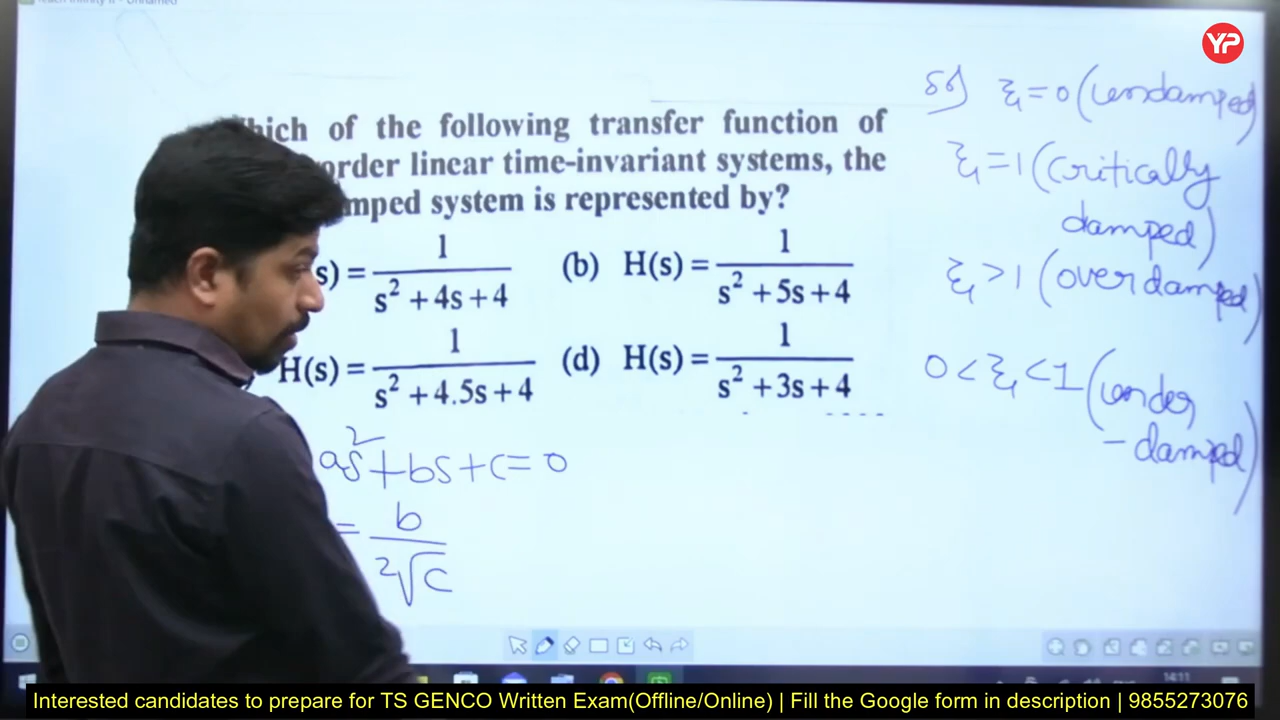 YP
hich of the following transfer function of
order linear time-invariant systems, the
mped system is represented by?
s) = 1 / s² + 4s + 4
(b) H(s) = 1 / s² + 5s + 4
H(s) = 1 / s² + 4.5s + 4
(d) H(s) = 1 / s² + 3s + 4
as² + bs + c = 0
= b / 2√c
Sol) ξ = 0 (undamped)
ξ = 1 (critically
damped)
ξ > 1 (overdamped)
0 < ξ < 1 (under
- damped)
14:11
Interested candidates to prepare for TS GENCO Written Exam(Offline/Online) | Fill the Google form in description | 9855273076